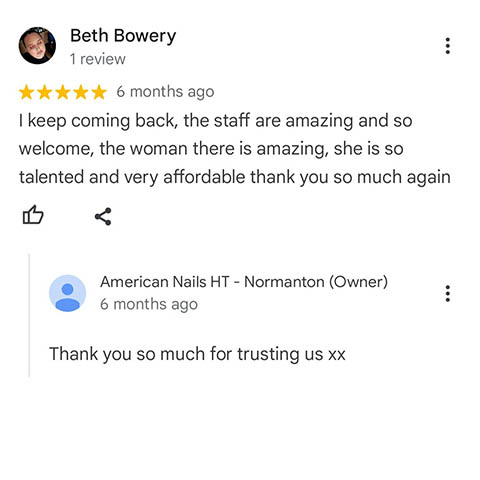 Beth Bowery
1 review
6 months ago
I keep coming back, the staff are amazing and so
welcome, the woman there is amazing, she is so
talented and very affordable thank you so much again
American Nails HT - Normanton (Owner)
6 months ago
Thank you so much for trusting us xx